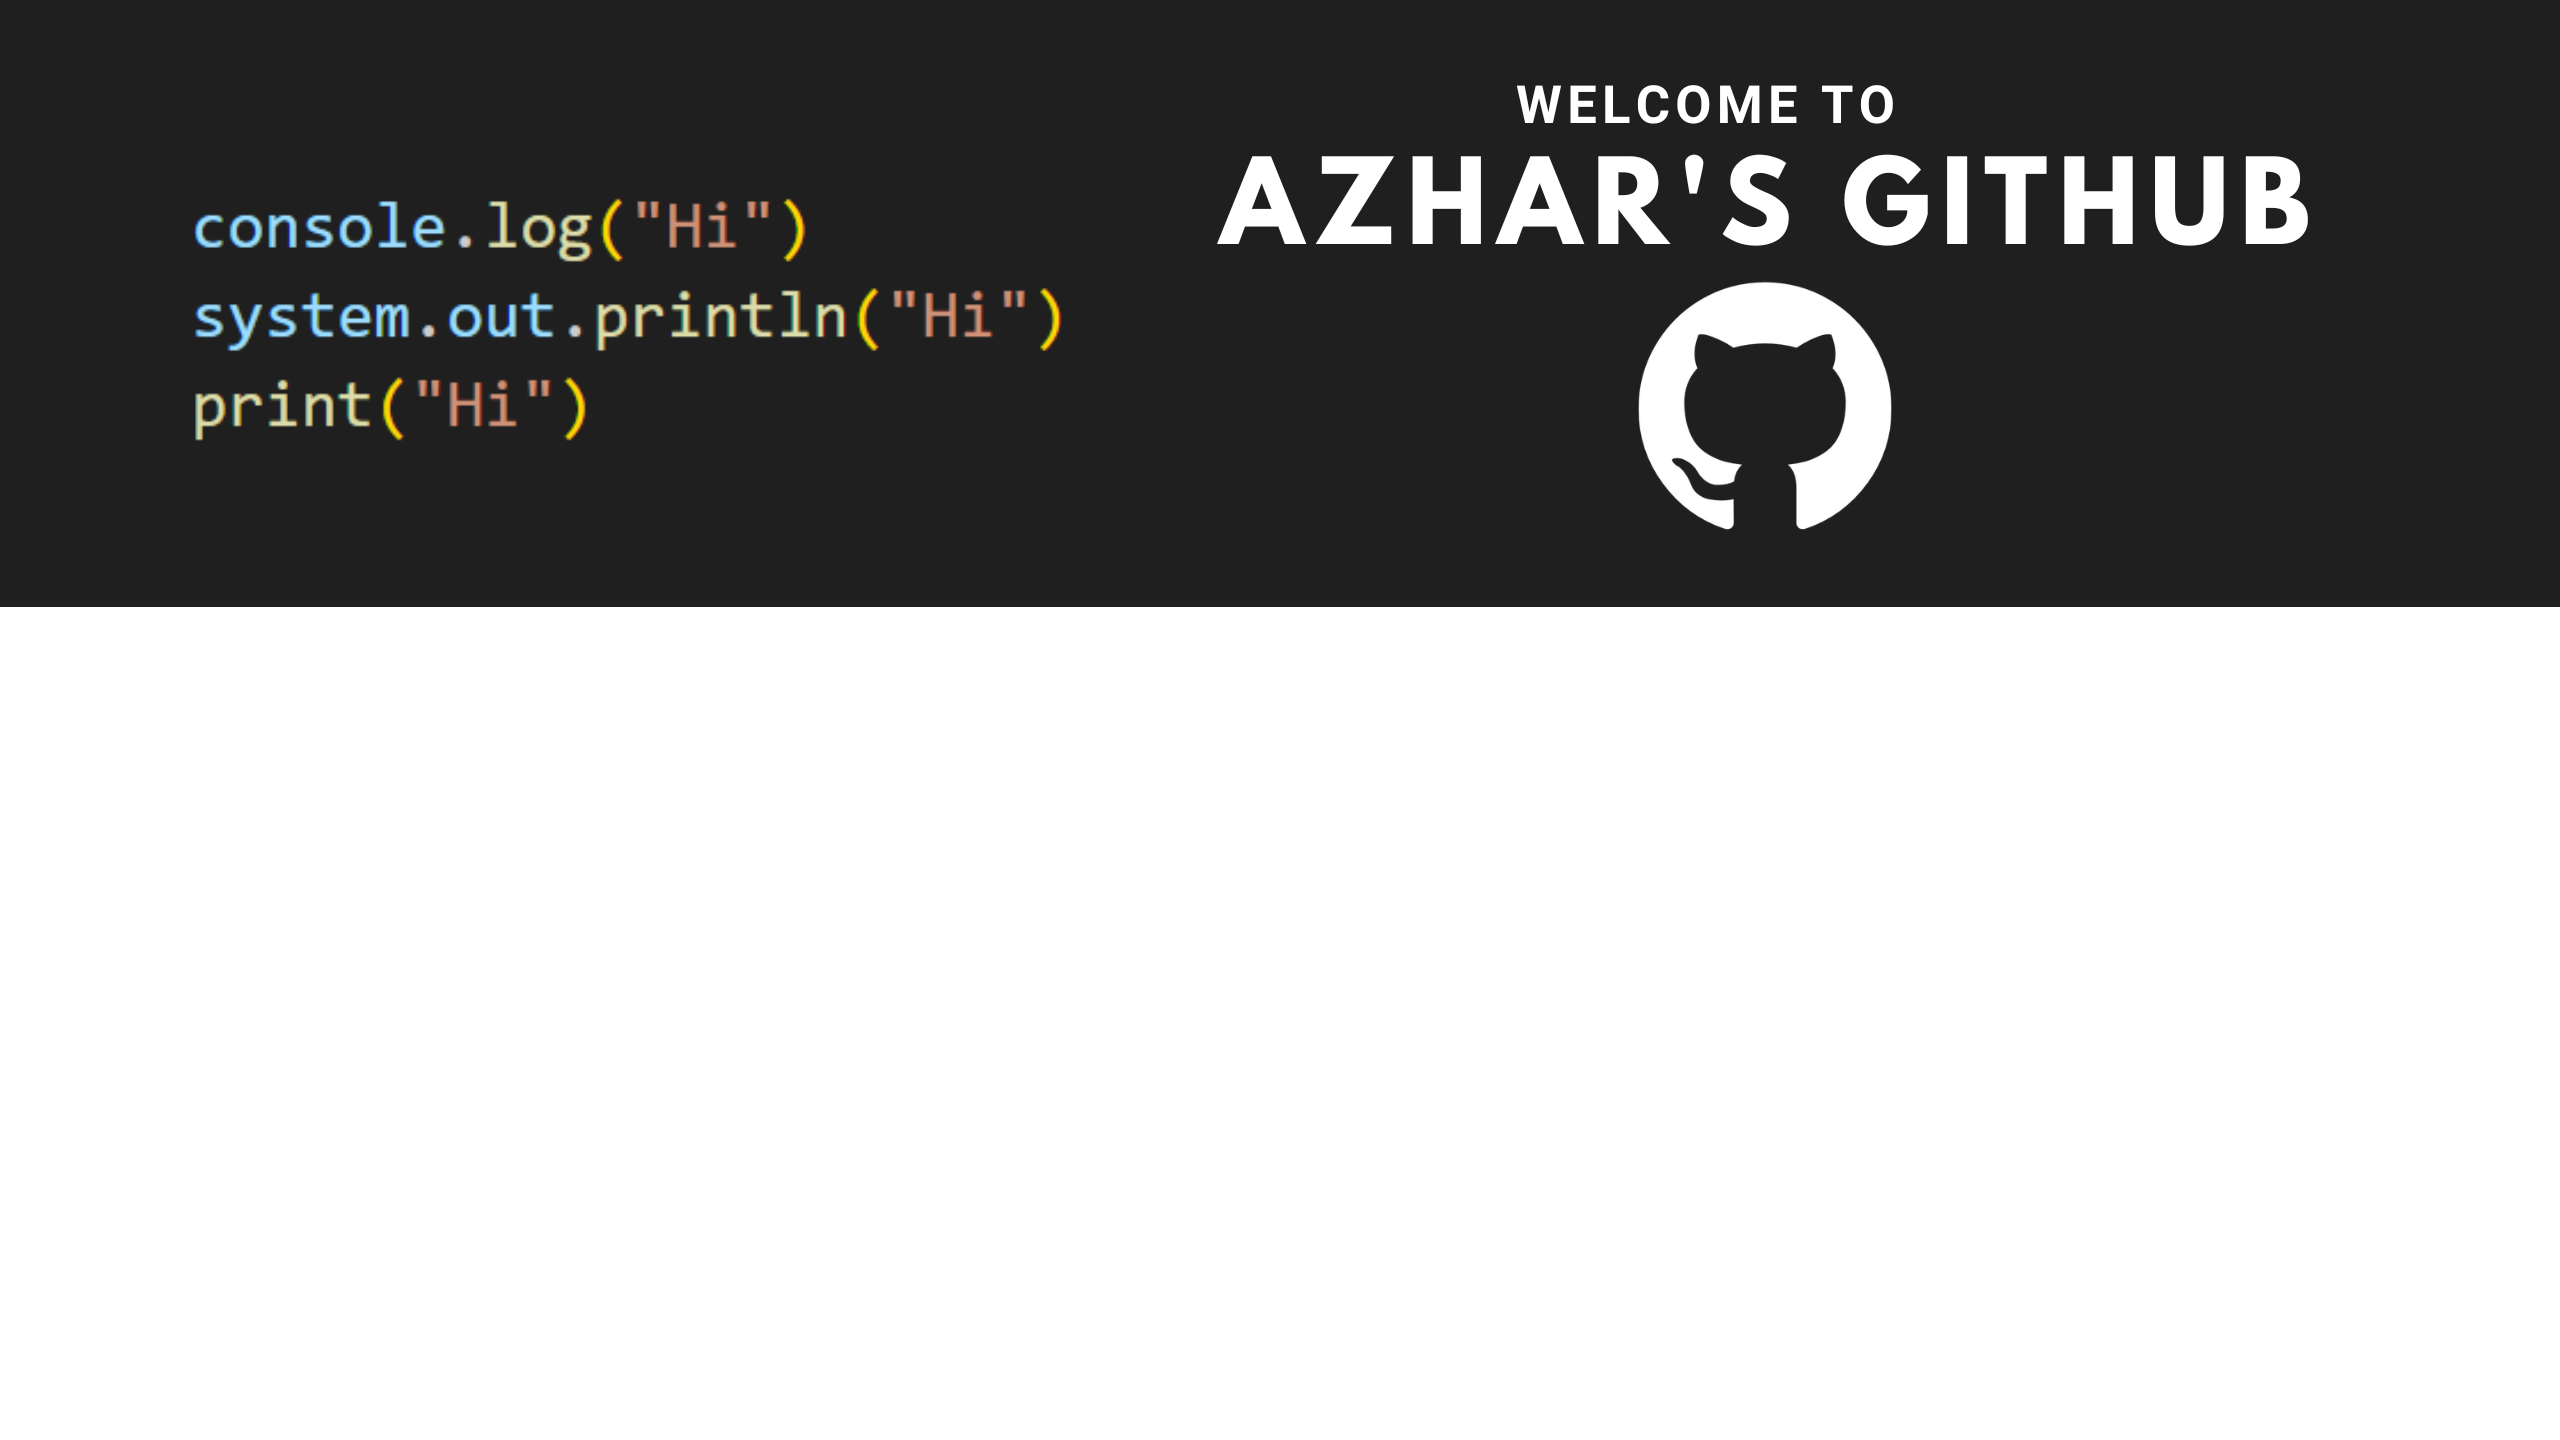 console.log("Hi")
system.out.println("Hi")
print("Hi")
WELCOME TO
AZHAR'S GITHUB